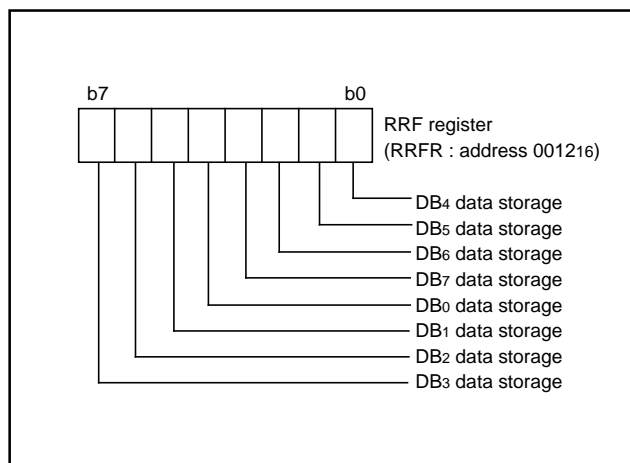 b7 b0
RRF register
(RRFR : address 001216)
DB4 data storage
DB5 data storage
DB6 data storage
DB7 data storage
DB0 data storage
DB1 data storage
DB2 data storage
DB3 data storage